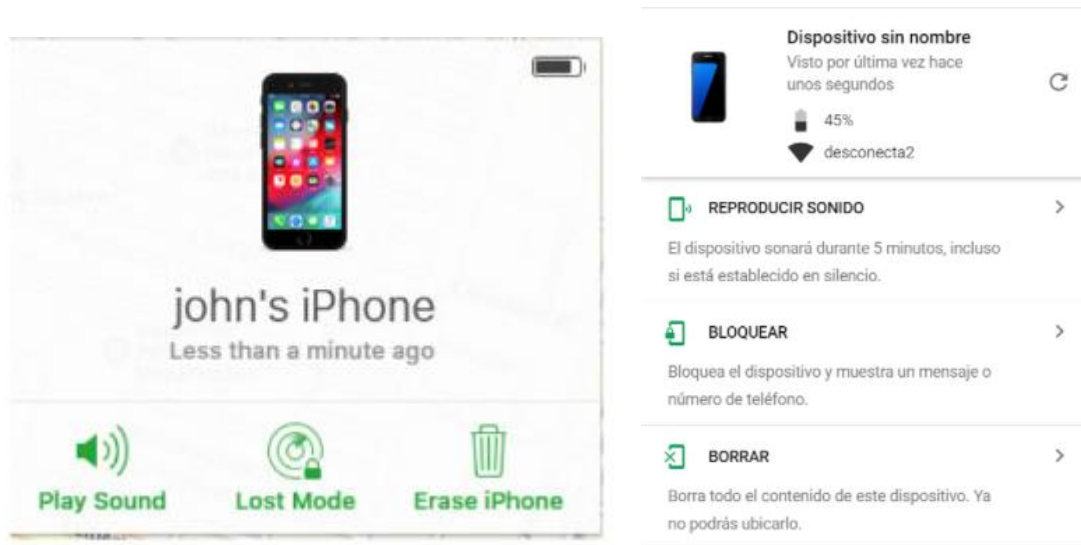 john's iPhone
Less than a minute ago
Play Sound
Lost Mode
Erase iPhone
Dispositivo sin nombre
Visto por última vez hace
unos segundos
45%
desconecta2
REPRODUCIR SONIDO
El dispositivo sonará durante 5 minutos, incluso
si está establecido en silencio.
BLOQUEAR
Bloquea el dispositivo y muestra un mensaje o
número de teléfono.
BORRAR
Borra todo el contenido de este dispositivo. Ya
no podrás ubicarlo.